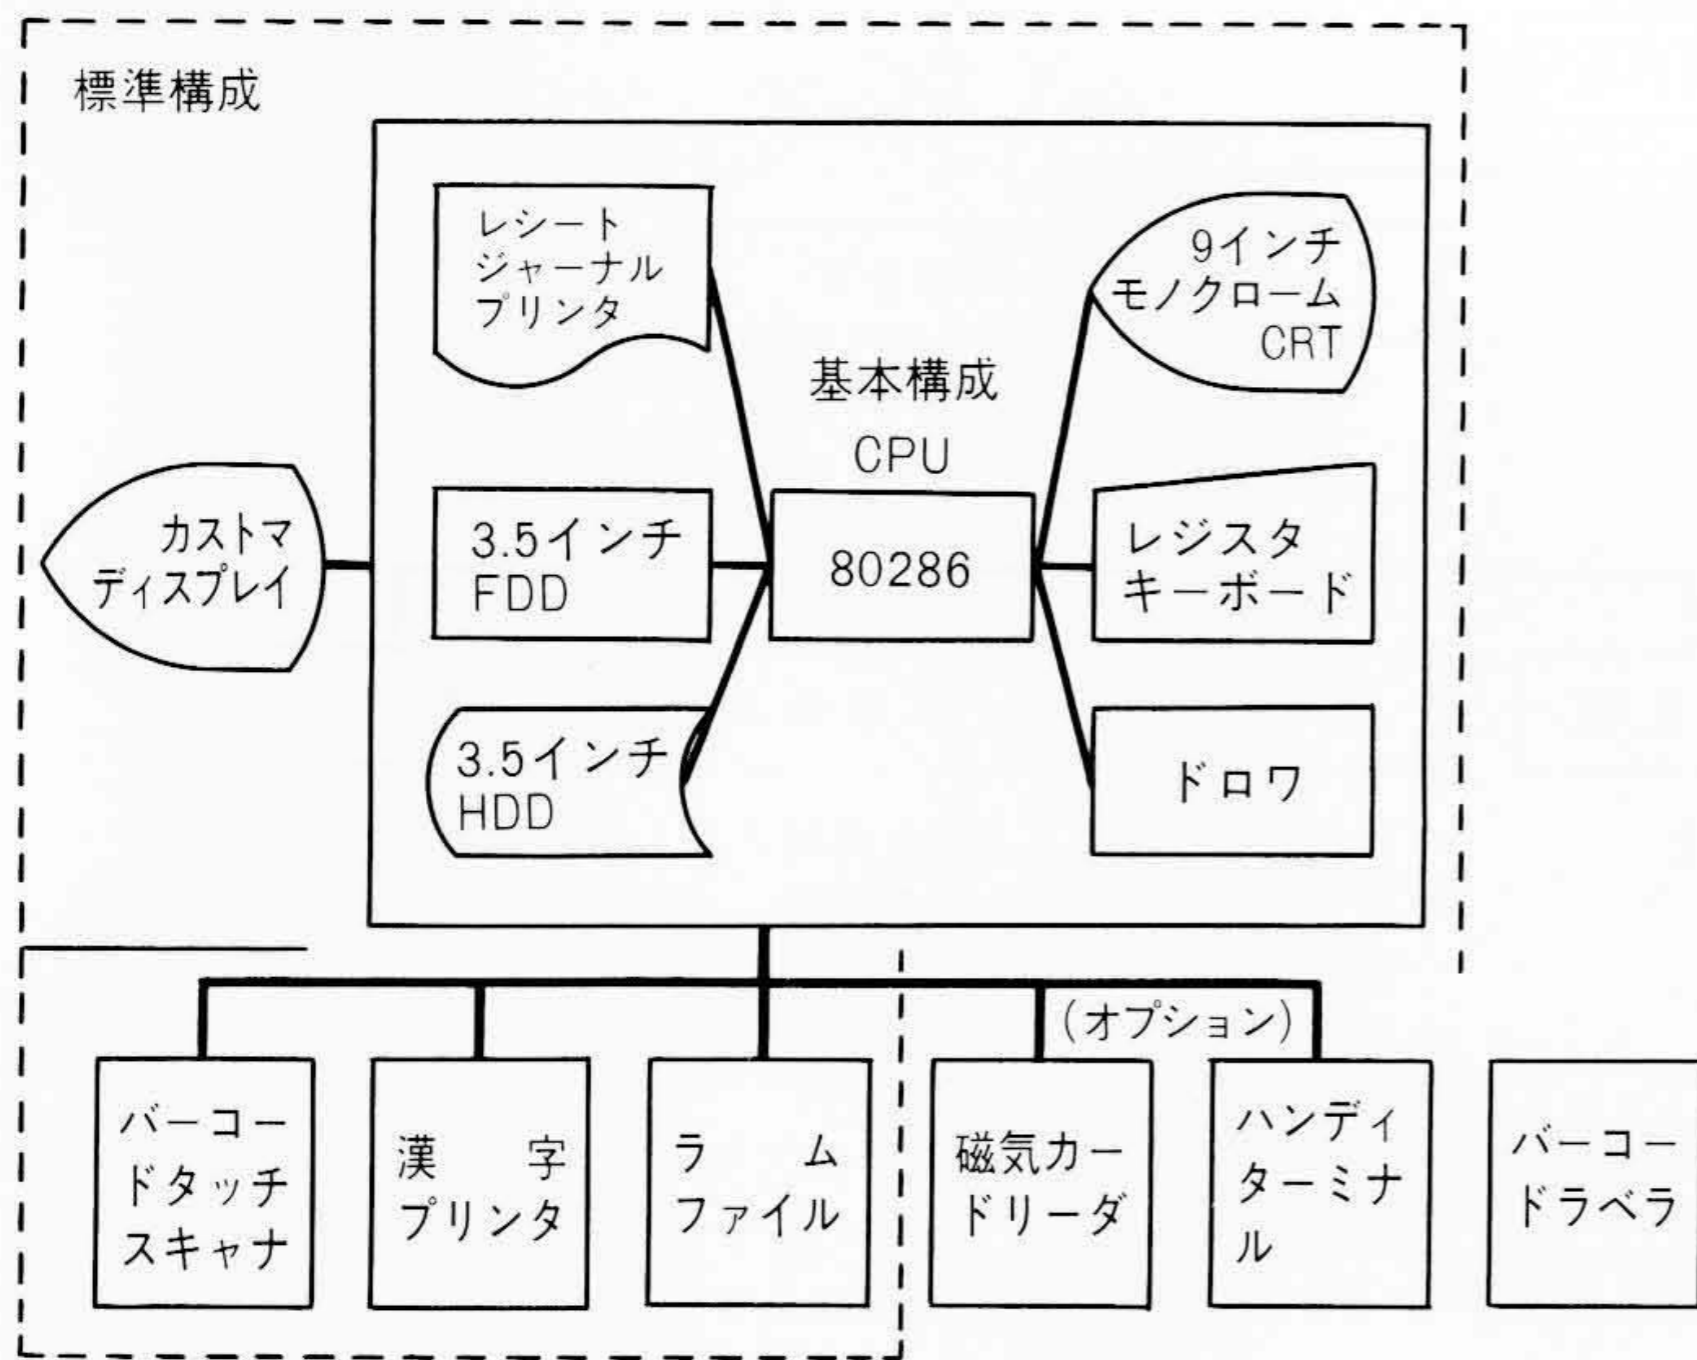 標準構成
レシート
ジャーナル
プリンタ
9インチ
モノクローム
CRT
基本構成
CPU
カストマ
ディスプレイ
3.5インチ
FDD
80286
レジスタ
キーボード
3.5インチ
HDD
ドロワ
(オプション)
バーコー
ドタッチ
スキャナ
漢字
プリンタ
ラム
ファイル
磁気カー
ドリーダ
ハンディ
ターミナ
ル
バーコー
ドラベラ